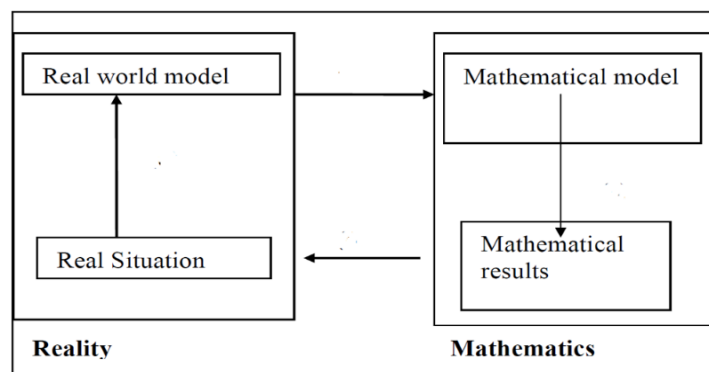 Real world model
Mathematical model
Real Situation
Mathematical
results
Reality
Mathematics